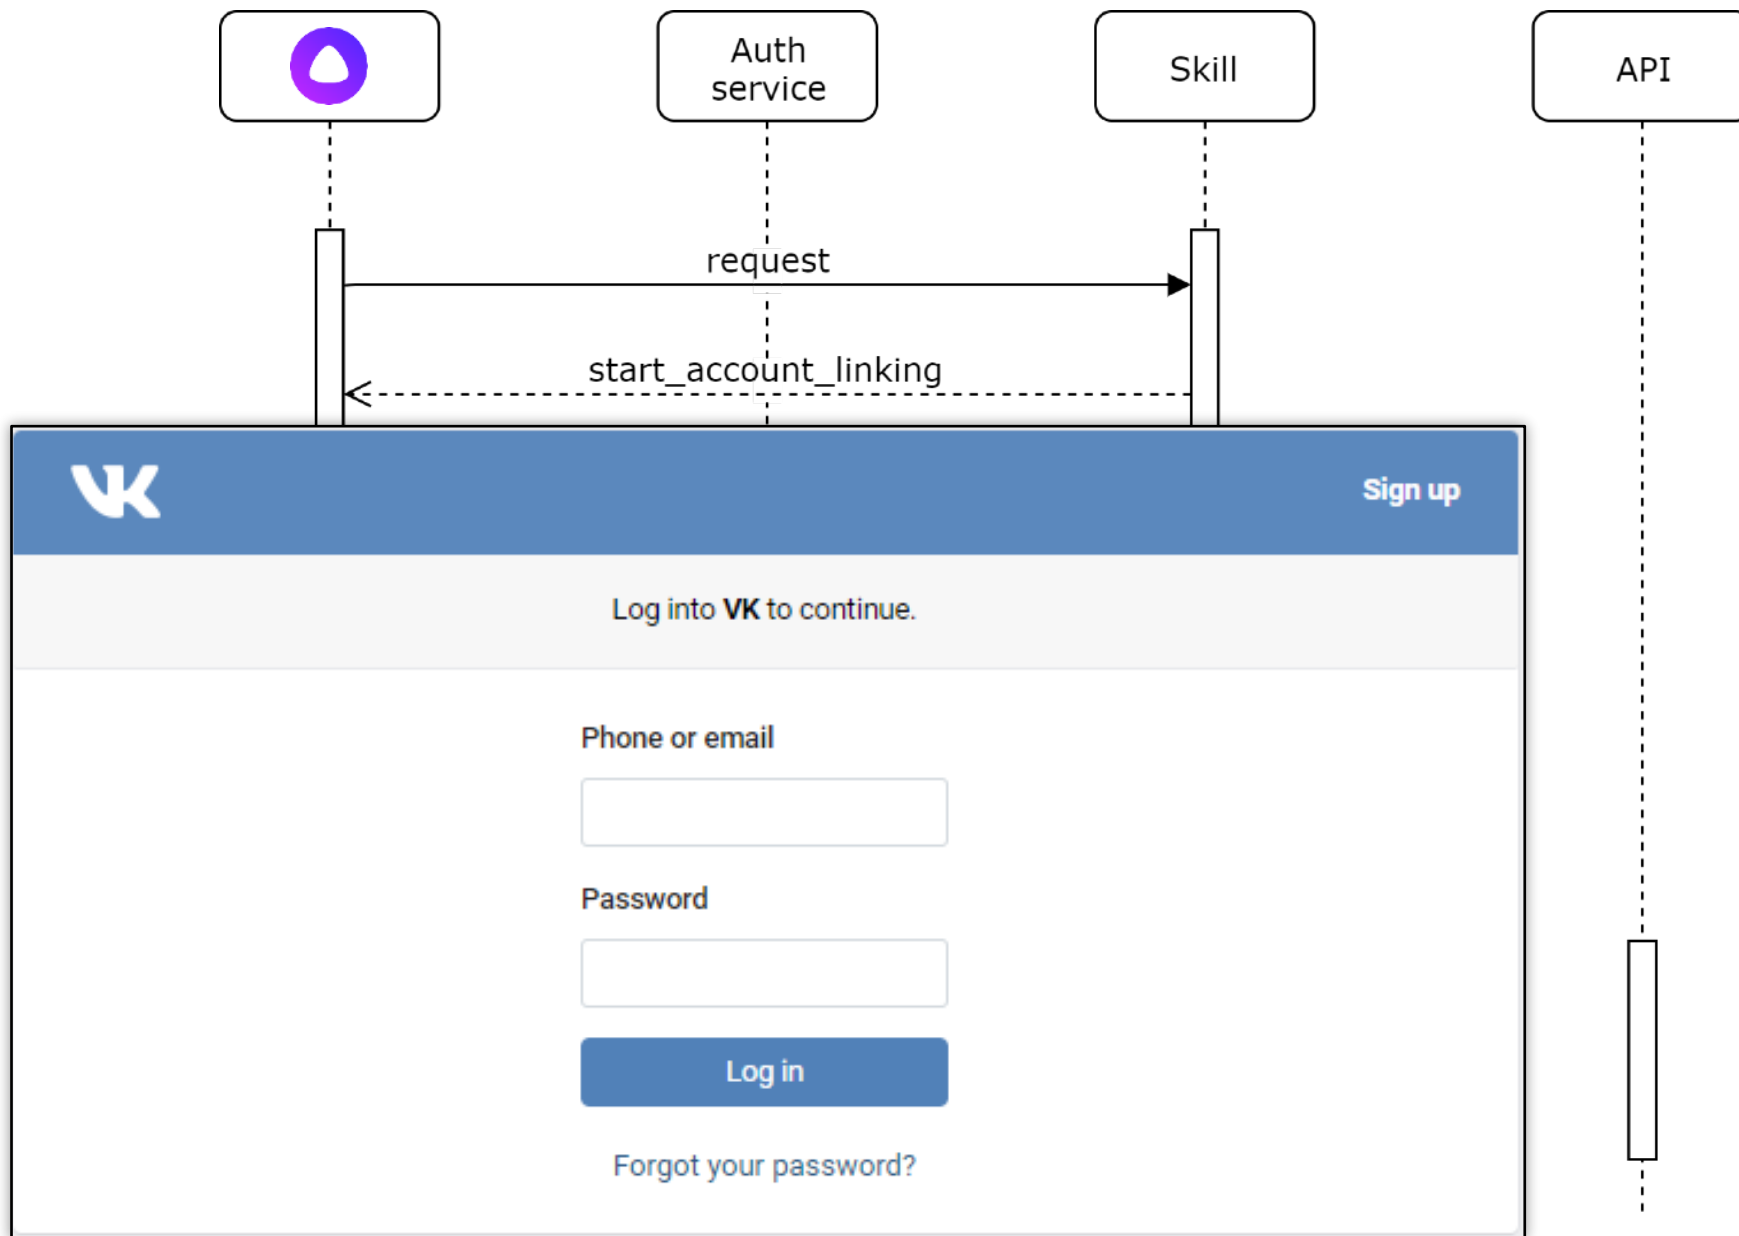 Auth
service
Skill
API
request
start_account_linking
VK
Sign up
Log into VK to continue.
Phone or email
Password
Log in
Forgot your password?